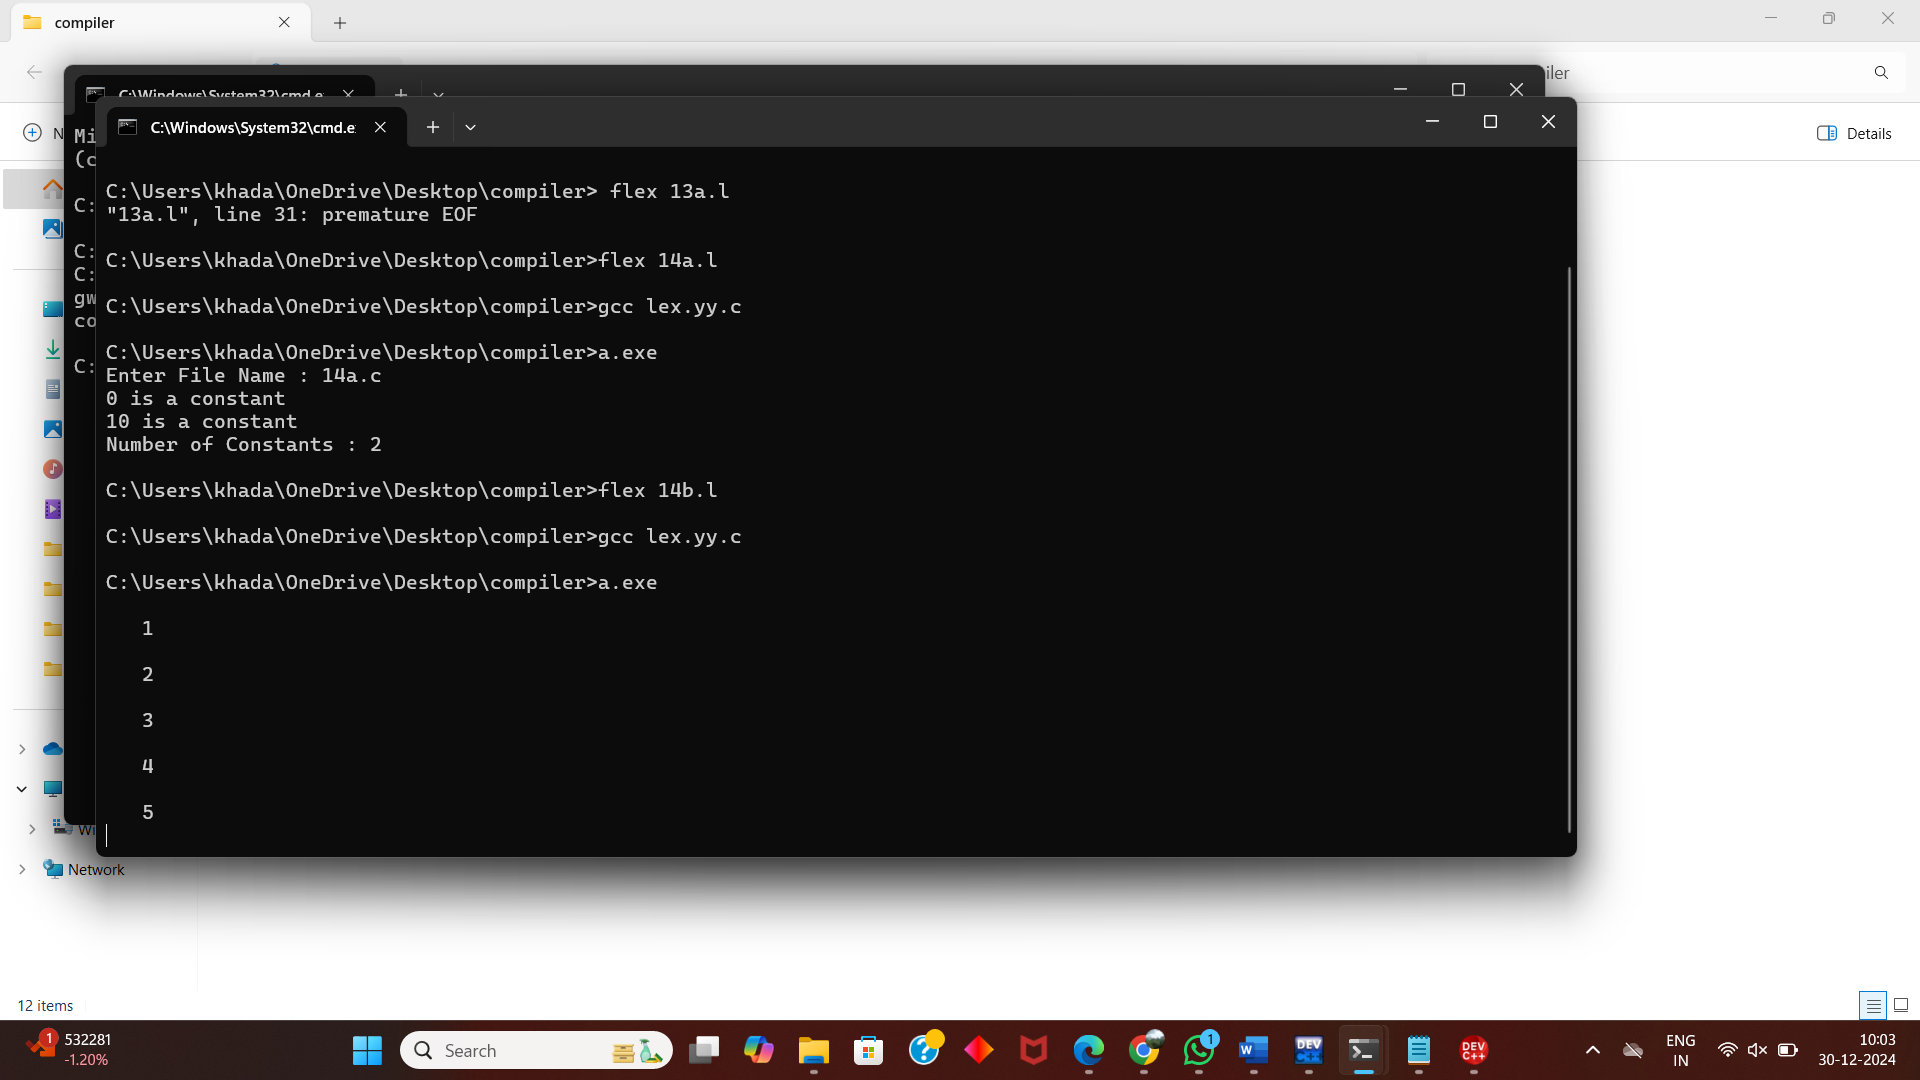 compiler
iler
C:\Windows\System32\cmd.e
C:\Windows\System32\cmd.e
N
Details
Mi
(c
C:
C:
C:
gw
co
C:
C:\Users\khada\OneDrive\Desktop\compiler> flex 13a.l
"13a.l", line 31: premature EOF
C:\Users\khada\OneDrive\Desktop\compiler>flex 14a.l
C:\Users\khada\OneDrive\Desktop\compiler>gcc lex.yy.c
C:\Users\khada\OneDrive\Desktop\compiler>a.exe
Enter File Name : 14a.c
0 is a constant
10 is a constant
Number of Constants : 2
C:\Users\khada\OneDrive\Desktop\compiler>flex 14b.l
C:\Users\khada\OneDrive\Desktop\compiler>gcc lex.yy.c
C:\Users\khada\OneDrive\Desktop\compiler>a.exe
1
2
3
4
5
Wi
Network
12 items
1
532281
-1.20%
Search
1
W
DEV
C++
DEV
C++
ENG
IN
10:03
30-12-2024